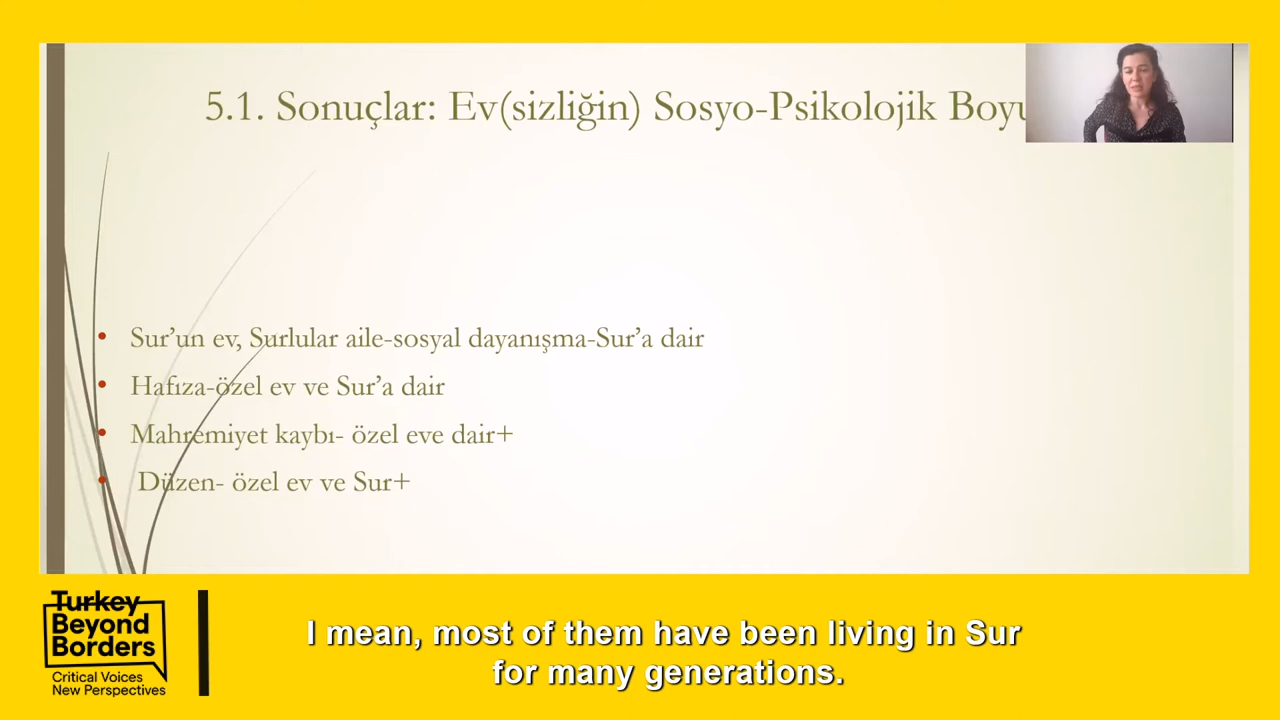 5.1. Sonuçlar: Ev(sizliğin) Sosyo-Psikolojik
Sur’un ev, Surlular aile-sosyal dayanışma-Sur’a dair
Hafıza-özel ev ve Sur’a dair
Mahremiyet kaybı- özel eve dair+
Düzen- özel ev ve Sur+
Turkey
Beyond
Borders
Critical Voices
New Perspectives
I mean, most of them have been living in Sur
for many generations.